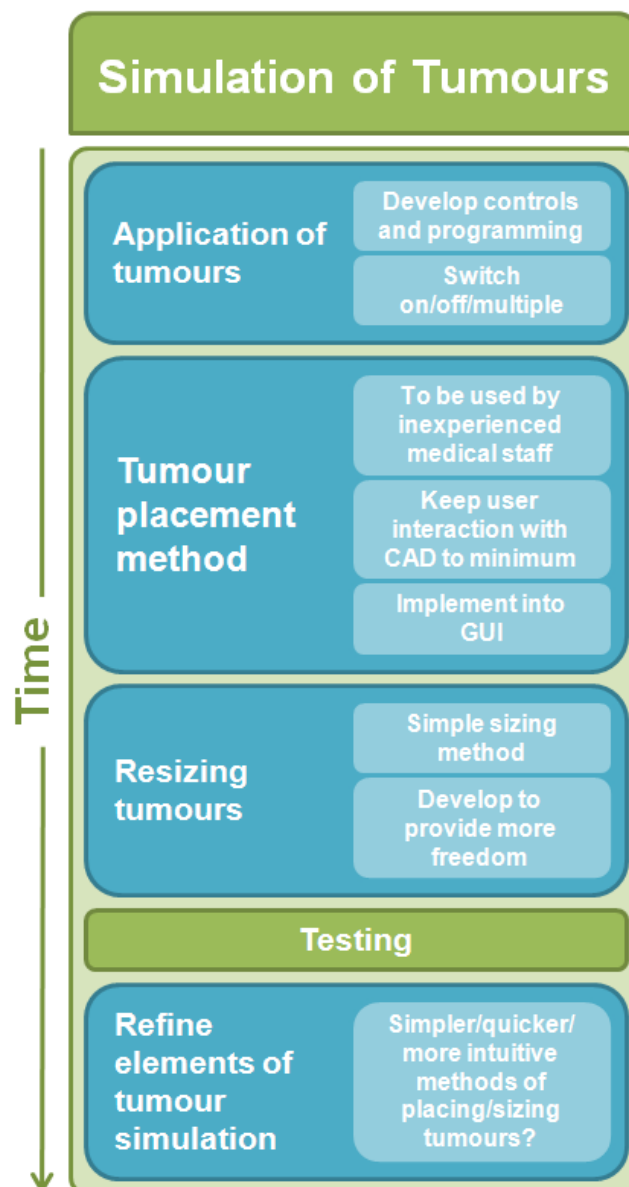 Simulation of Tumours
Time
Application of
tumours
Develop controls
and programming
Switch
on/off/multiple
Tumour
placement
method
To be used by
inexperienced
medical staff
Keep user
interaction with
CAD to minimum
Implement into
GUI
Resizing
tumours
Simple sizing
method
Develop to
provide more
freedom
Testing
Refine
elements of
tumour
simulation
Simpler/quicker/
more intuitive
methods of
placing/sizing
tumours?